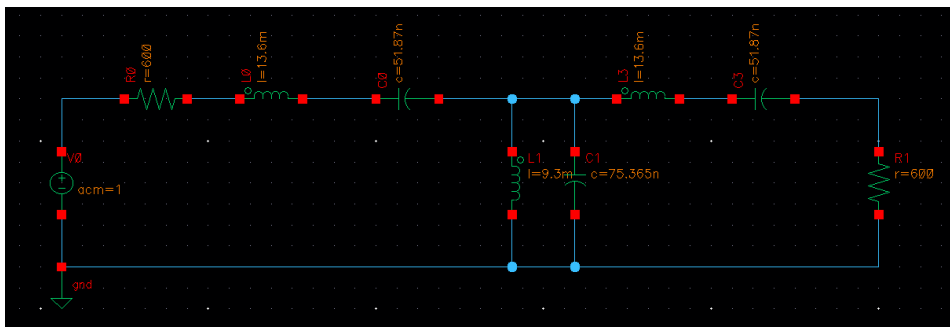 R0
r=600
L0
l=13.6m
C0
c=51.87n
L3
l=13.6m
C3
c=51.87n
V0
acm=1
L1
l=9.3m
C1
c=75.365n
R1
r=600
gnd